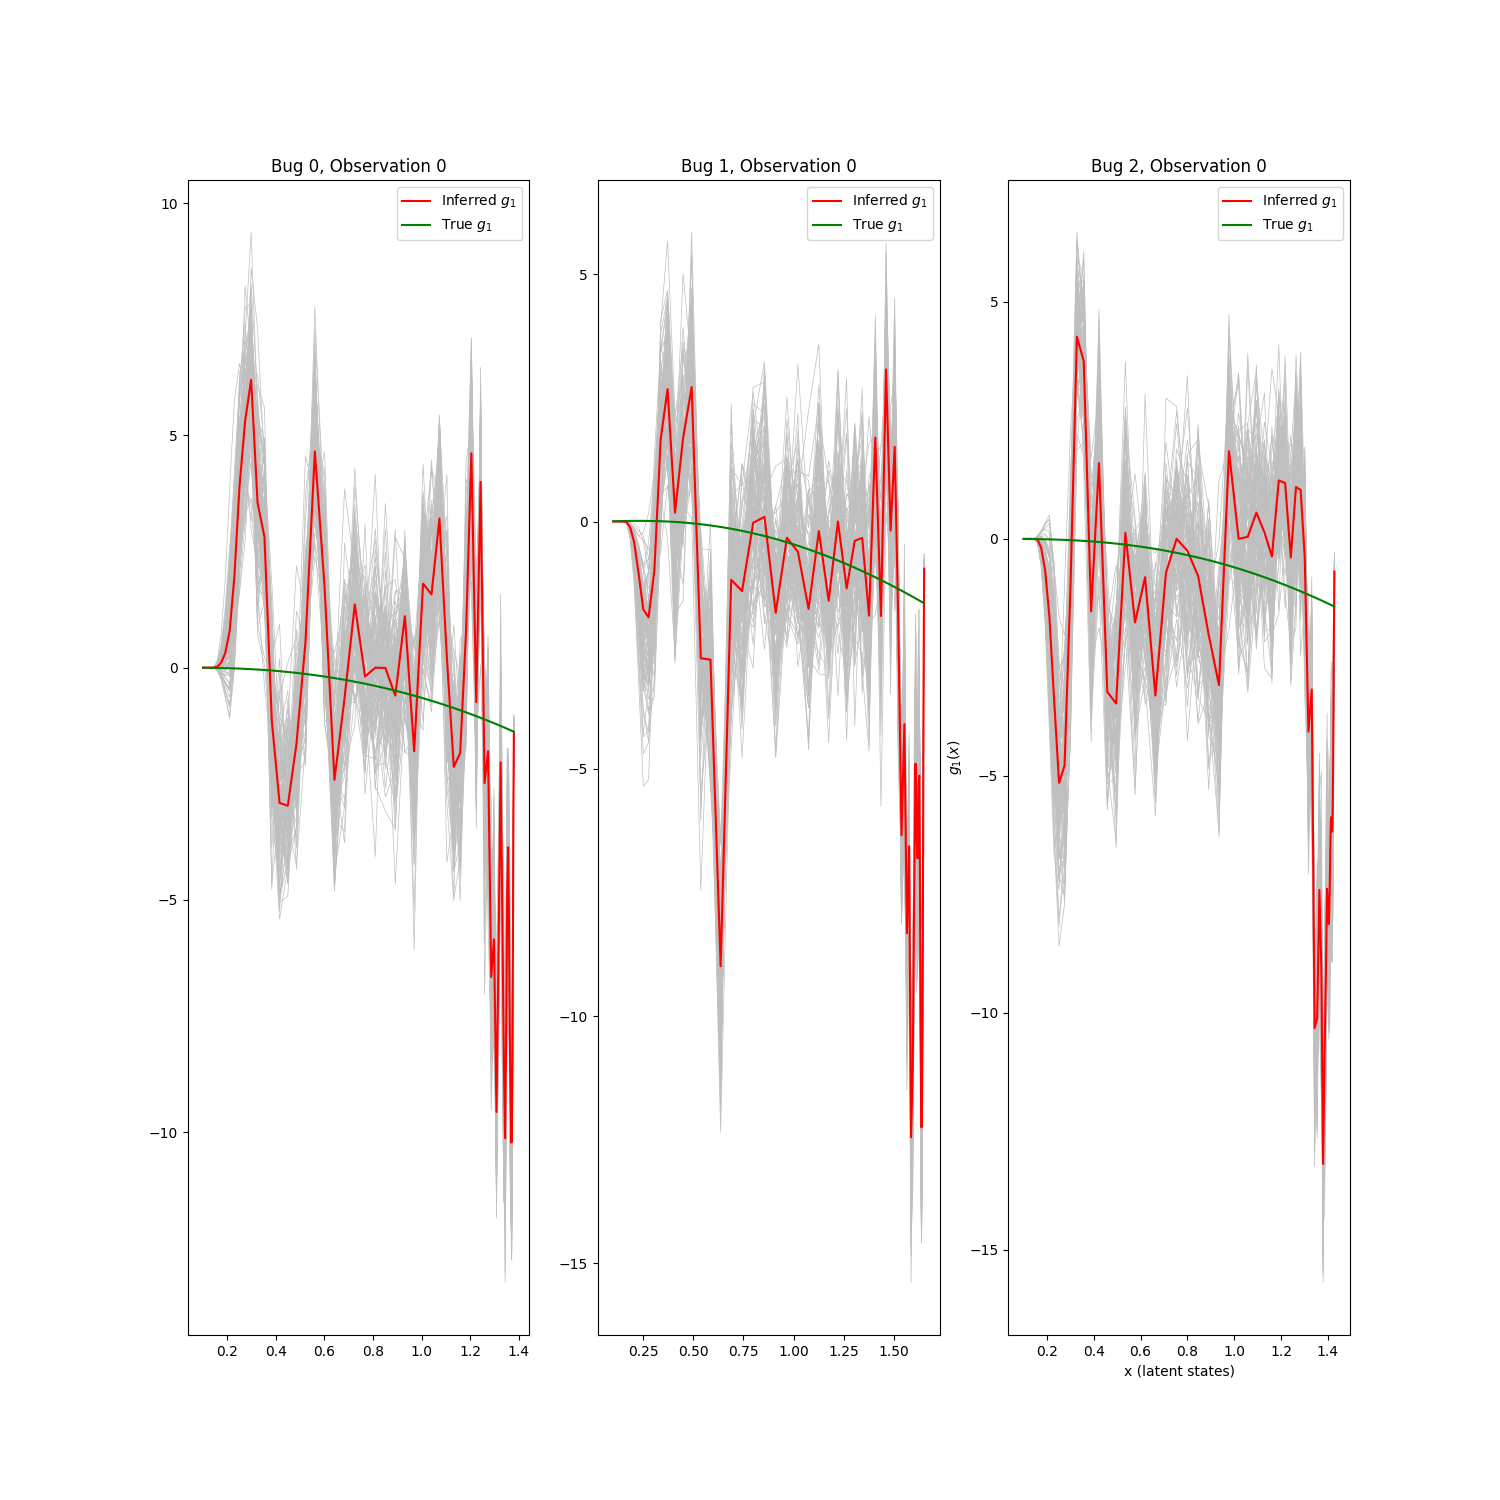 Bug 0, Observation 0
Inferred g₁
True g₁
10
5
0
−5
−10
0.2 0.4 0.6 0.8 1.0 1.2 1.4
Bug 1, Observation 0
Inferred g₁
True g₁
5
0
−5
−10
−15
0.25 0.50 0.75 1.00 1.25 1.50
Bug 2, Observation 0
Inferred g₁
True g₁
g₁(x)
5
0
−5
−10
−15
0.2 0.4 0.6 0.8 1.0 1.2 1.4
x (latent states)